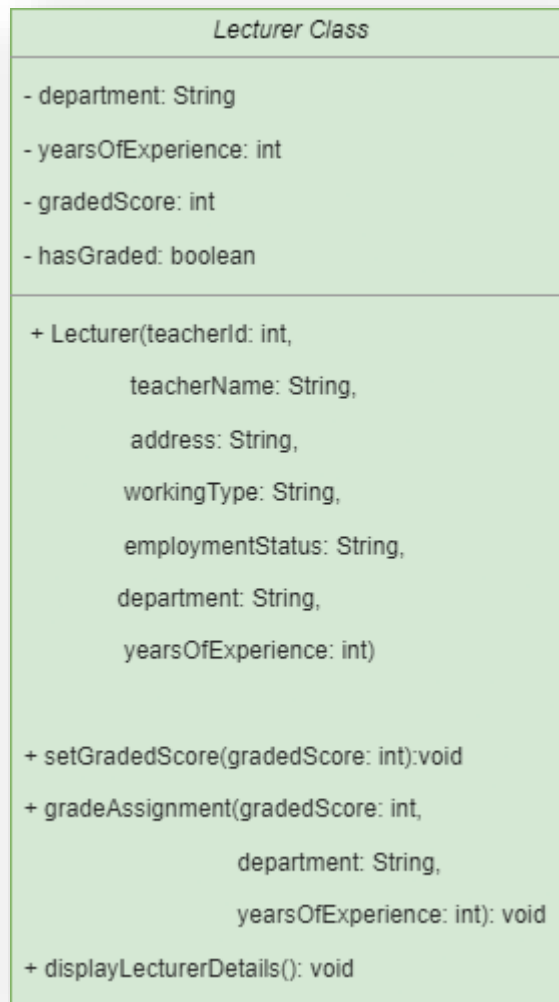 Lecturer Class
- department: String
- yearsOfExperience: int
- gradedScore: int
- hasGraded: boolean
+ Lecturer(teacherId: int,
teacherName: String,
address: String,
workingType: String,
employmentStatus: String,
department: String,
yearsOfExperience: int)
+ setGradedScore(gradedScore: int):void
+ gradeAssignment(gradedScore: int,
department: String,
yearsOfExperience: int): void
+ displayLecturerDetails(): void